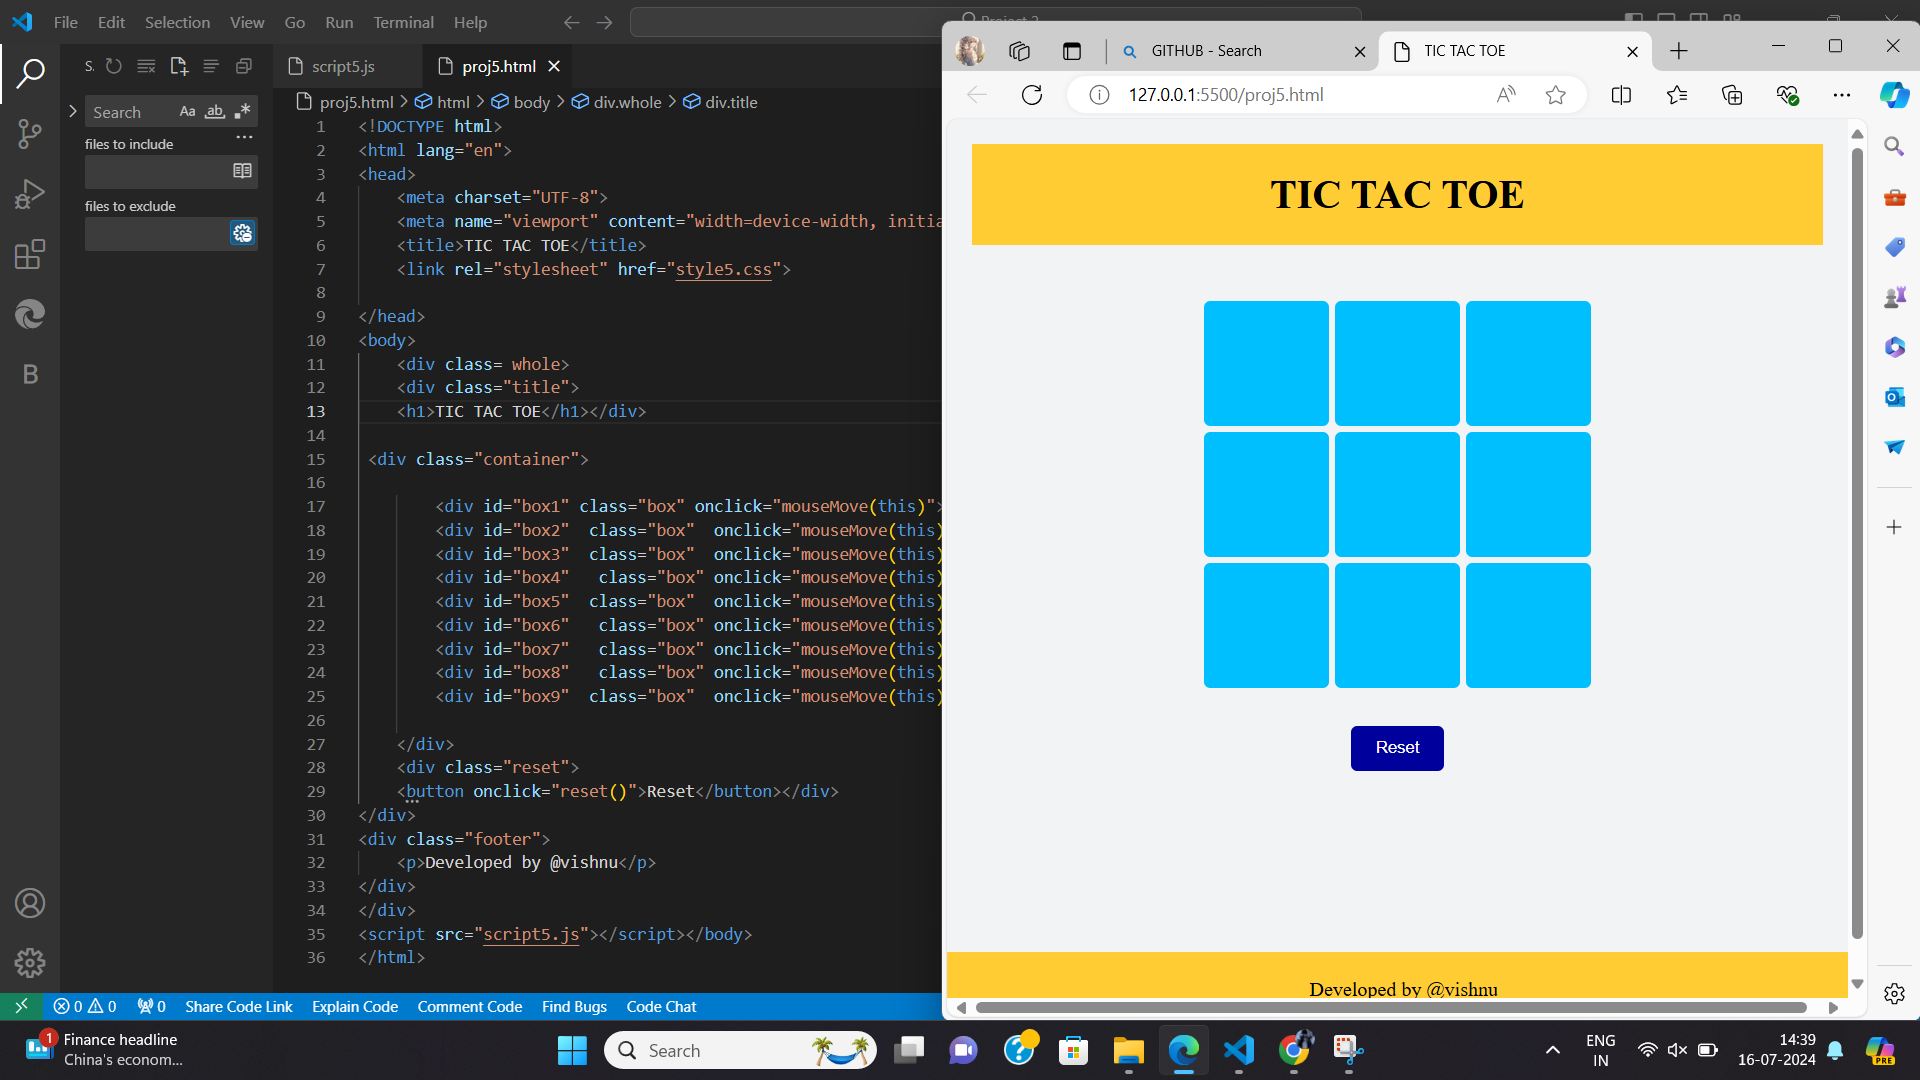 File Edit Selection View Go Run Terminal Help
S.
Search Aa ab
files to include
files to exclude
B
script5.js proj5.html
proj5.html > html > body > div.whole > div.title
1 <!DOCTYPE html>
2 <html lang="en">
3 <head>
4 <meta charset="UTF-8">
5 <meta name="viewport" content="width=device-width, initia
6 <title>TIC TAC TOE</title>
7 <link rel="stylesheet" href="style5.css">
8
9 </head>
10 <body>
11 <div class= whole>
12 <div class="title">
13 <h1>TIC TAC TOE</h1></div>
14
15 <div class="container">
16
17 <div id="box1" class="box" onclick="mouseMove(this)">
18 <div id="box2" class="box" onclick="mouseMove(this)
19 <div id="box3" class="box" onclick="mouseMove(this)
20 <div id="box4" class="box" onclick="mouseMove(this)
21 <div id="box5" class="box" onclick="mouseMove(this)
22 <div id="box6" class="box" onclick="mouseMove(this)
23 <div id="box7" class="box" onclick="mouseMove(this)
24 <div id="box8" class="box" onclick="mouseMove(this)
25 <div id="box9" class="box" onclick="mouseMove(this)
26
27 </div>
28 <div class="reset">
29 <button onclick="reset()">Reset</button></div>
30 </div>
31 <div class="footer">
32 <p>Developed by @vishnu</p>
33 </div>
34 </div>
35 <script src="script5.js"></script></body>
36 </html>
0 0 0 Share Code Link Explain Code Comment Code Find Bugs Code Chat
GITHUB - Search TIC TAC TOE
127.0.0.1:5500/proj5.html
TIC TAC TOE
Reset
Developed by @vishnu
1 Finance headline
China's econom...
Search
ENG
IN
14:39
16-07-2024
PRE